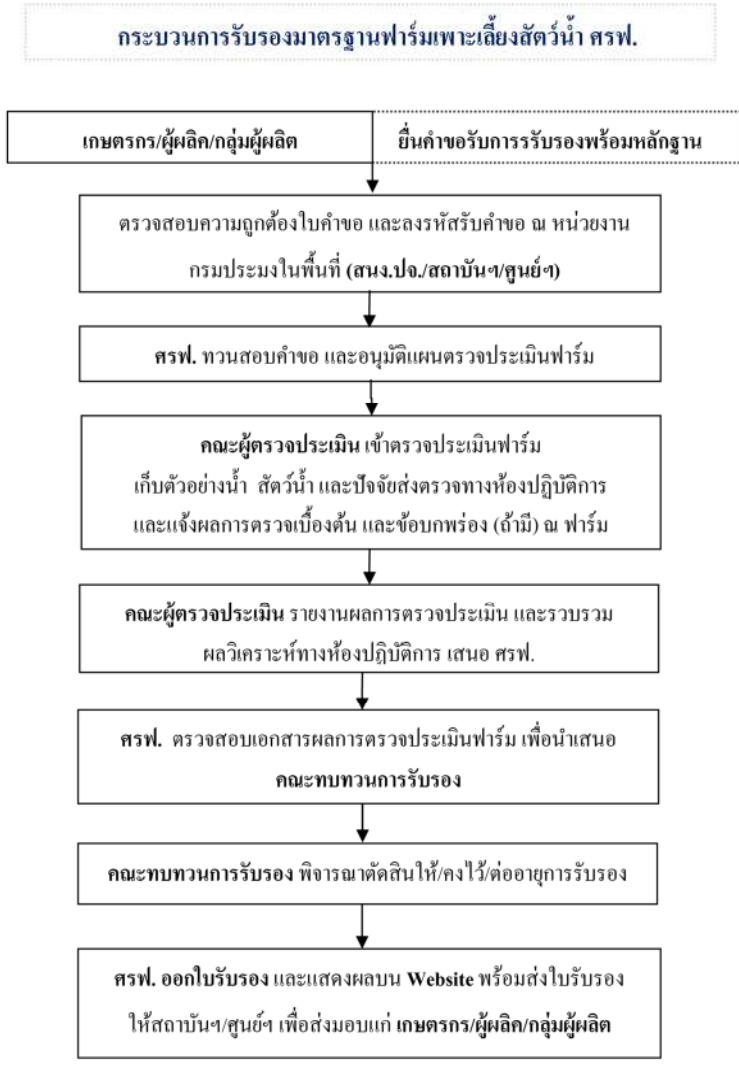 กระบวนการรับรองมาตรฐานฟาร์มเพาะเลี้ยงสัตว์น้ำ ศรฟ.
เกษตรกร/ผู้ผลิต/กลุ่มผู้ผลิต
ยื่นคำขอรับการรรับรองพร้อมหลักฐาน
ตรวจสอบความถูกต้องใบคำขอ และลงรหัสรับคำขอ ณ หน่วยงาน
กรมประมงในพื้นที่ (สนง.ปจ./สถาบันฯ/ศูนย์ฯ)
ศรฟ. ทวนสอบคำขอ และอนุมัติแผนตรวจประเมินฟาร์ม
คณะผู้ตรวจประเมิน เข้าตรวจประเมินฟาร์ม
เก็บตัวอย่างน้ำ สัตว์น้ำ และปัจจัยส่งตรวจทางห้องปฏิบัติการ
และแจ้งผลการตรวจเบื้องต้น และข้อบกพร่อง (ถ้ามี) ณ ฟาร์ม
คณะผู้ตรวจประเมิน รายงานผลการตรวจประเมิน และรวบรวม
ผลวิเคราะห์ทางห้องปฏิบัติการ เสนอ ศรฟ.
ศรฟ. ตรวจสอบเอกสารผลการตรวจประเมินฟาร์ม เพื่อนำเสนอ
คณะทบทวนการรับรอง
คณะทบทวนการรับรอง พิจารณาตัดสินให้/คงไว้/ต่ออายุการรับรอง
ศรฟ. ออกใบรับรอง และแสดงผลบน Website พร้อมส่งใบรับรอง
ให้สถาบันฯ/ศูนย์ฯ เพื่อส่งมอบแก่ เกษตรกร/ผู้ผลิต/กลุ่มผู้ผลิต